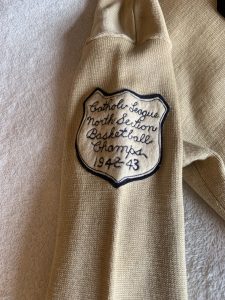 Catholic League
North Section
Basketball
Champs
1942-43